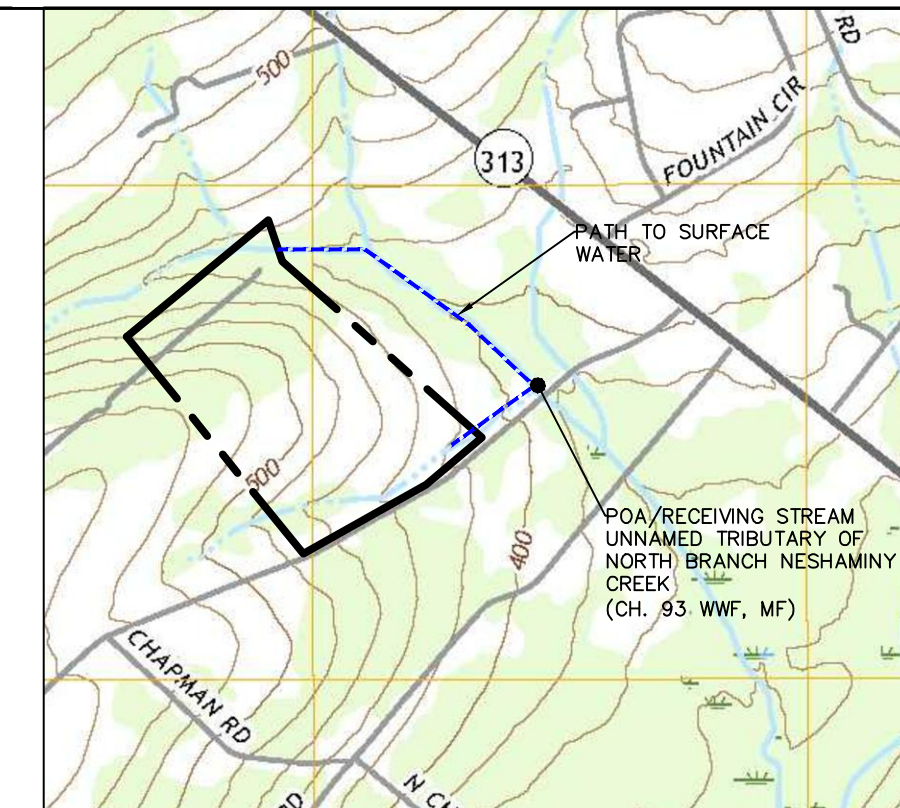 500
RD
313
FOUNTAIN CIR
PATH TO SURFACE
WATER
500
400
POA/RECEIVING STREAM
UNNAMED TRIBUTARY OF
NORTH BRANCH NESHAMINY
CREEK
(CH. 93 WWF, MF)
CHAPMAN RD
RD